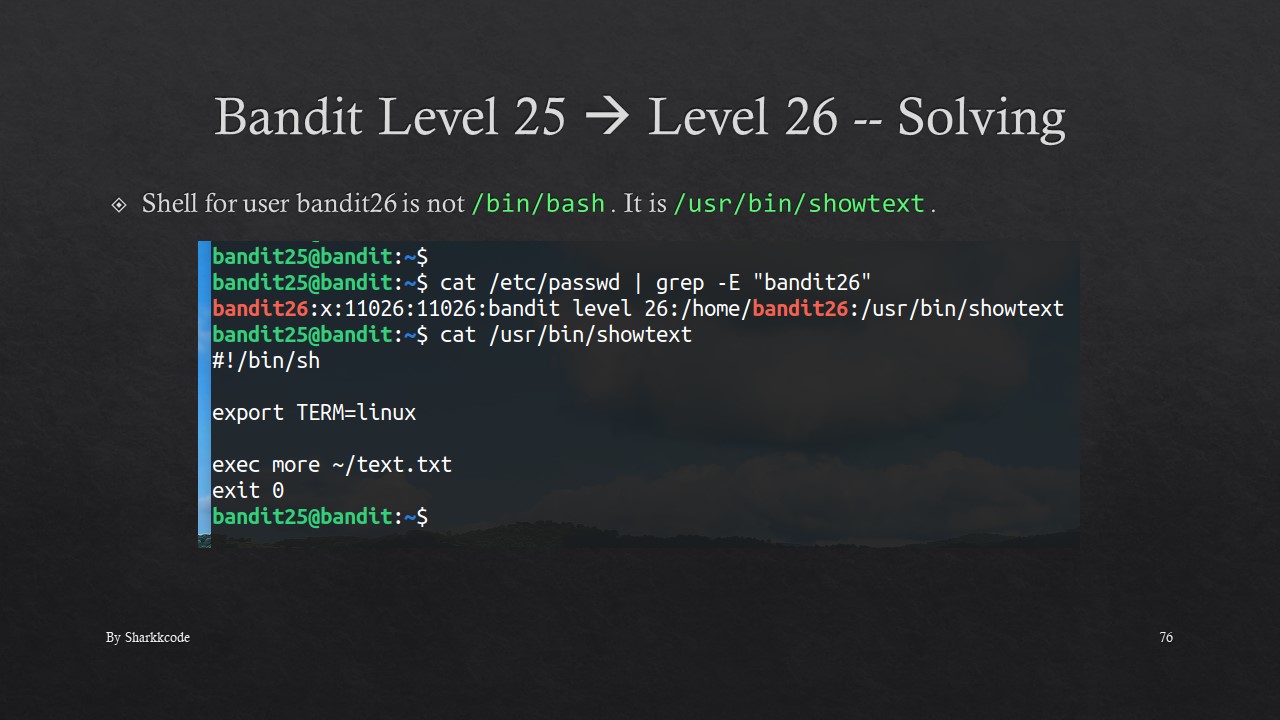 Bandit Level 25 → Level 26 -- Solving
Shell for user bandit26 is not /bin/bash . It is /usr/bin/showtext .
bandit25@bandit:~$
bandit25@bandit:~$ cat /etc/passwd | grep -E "bandit26"
bandit26:x:11026:11026:bandit level 26:/home/bandit26:/usr/bin/showtext
bandit25@bandit:~$ cat /usr/bin/showtext
#!/bin/sh
export TERM=linux
exec more ~/text.txt
exit 0
bandit25@bandit:~$
By Sharkkcode
76